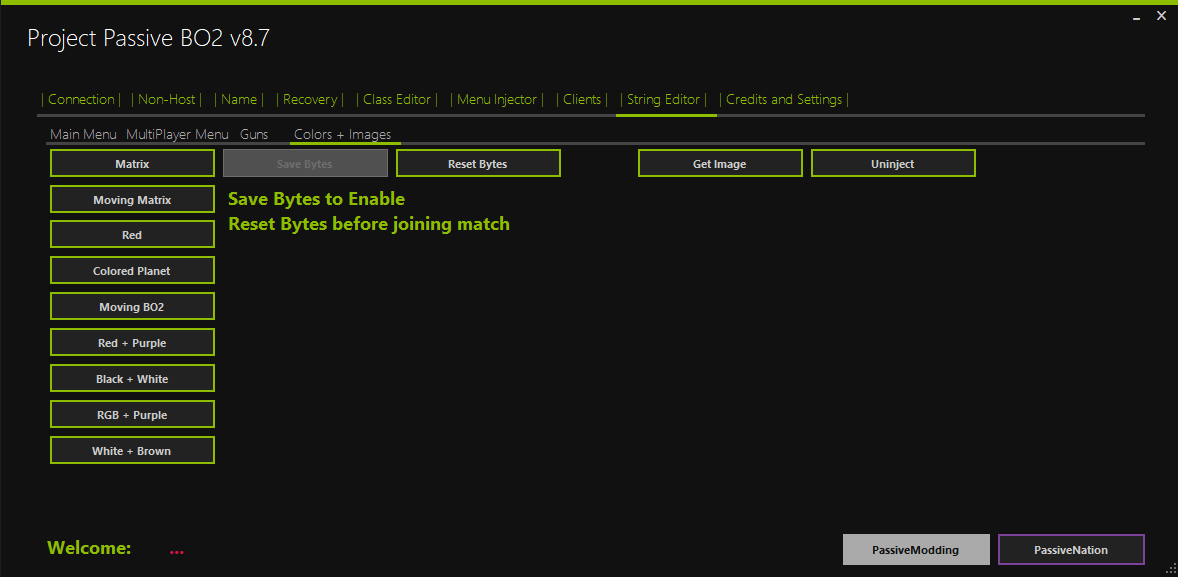 Project Passive BO2 v8.7
| Connection | | Non-Host | | Name | | Recovery | | Class Editor | | Menu Injector | | Clients | | String Editor | | Credits and Settings |
Main Menu MultiPlayer Menu Guns Colors + Images
Matrix Save Bytes Reset Bytes Get Image Uninject
Moving Matrix
Save Bytes to Enable
Reset Bytes before joining match
Red
Colored Planet
Moving BO2
Red + Purple
Black + White
RGB + Purple
White + Brown
Welcome: ...
PassiveModding PassiveNation